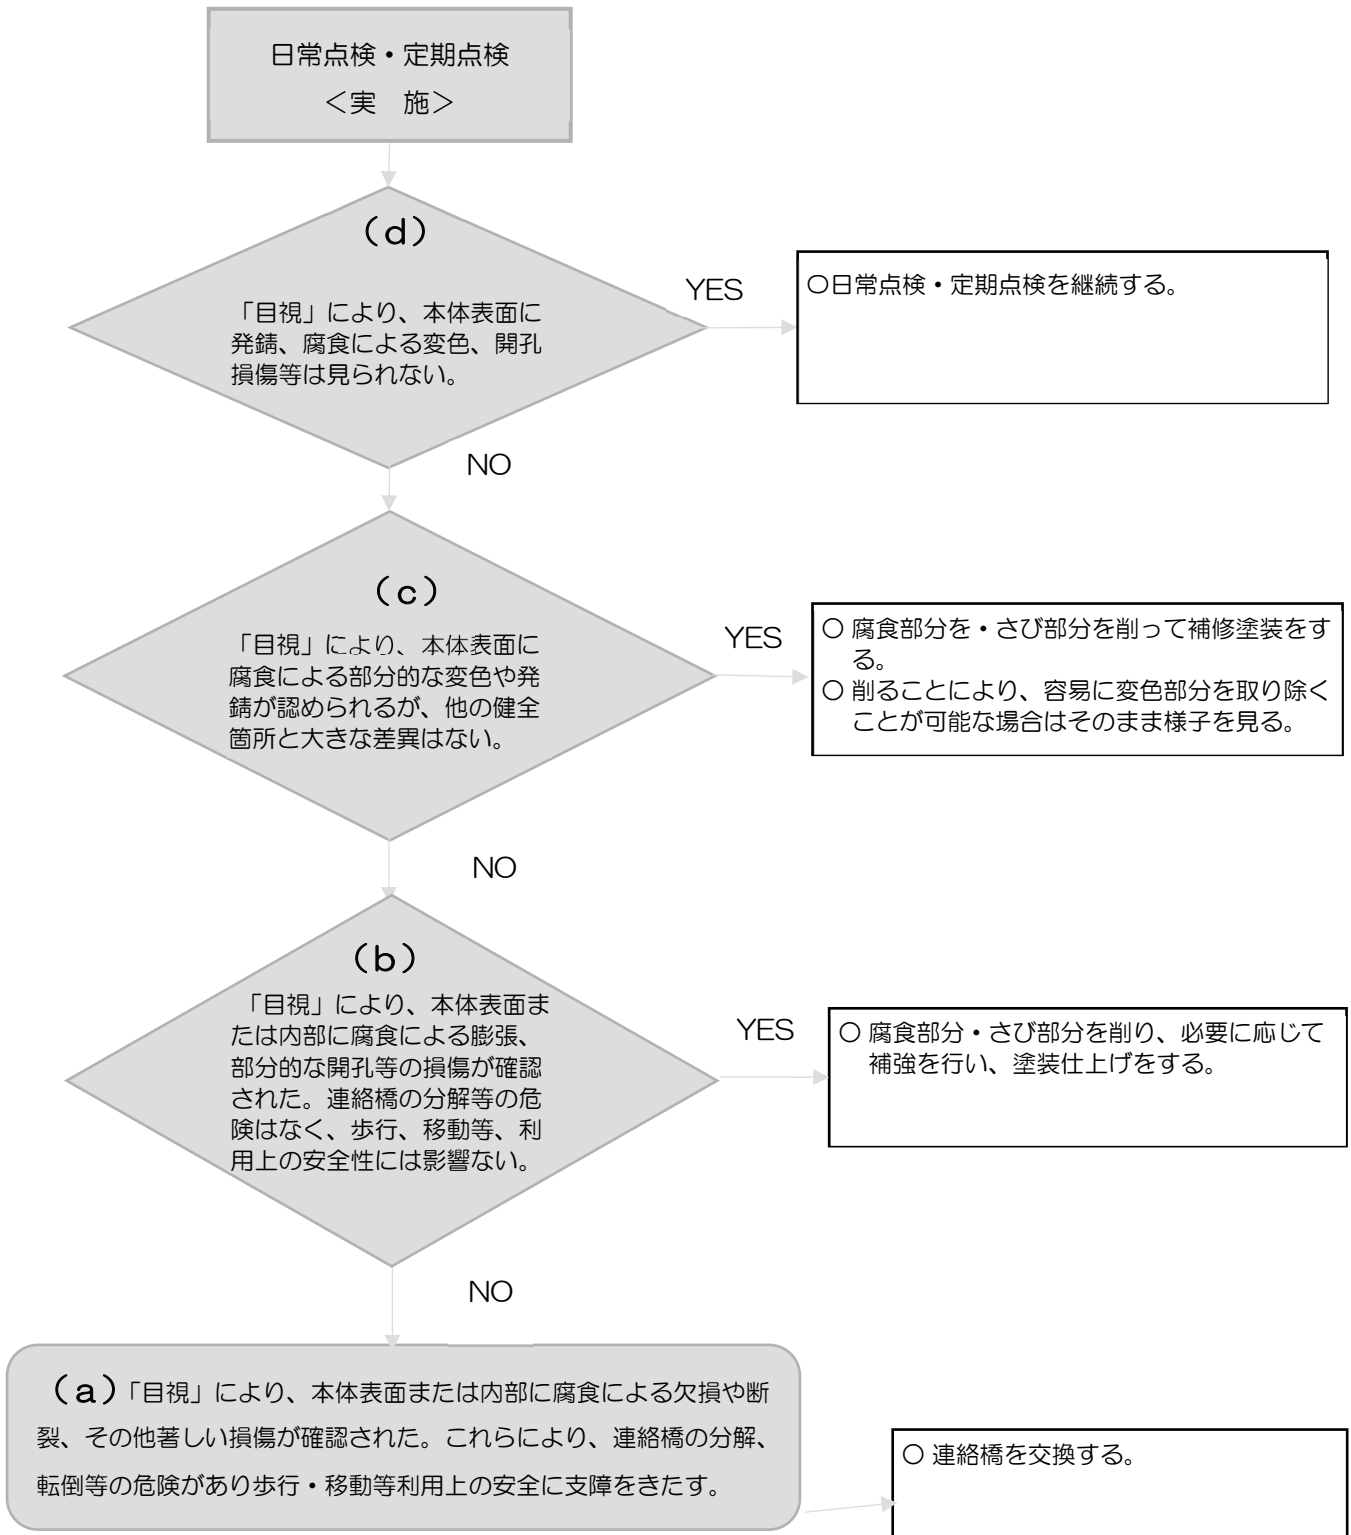 日常点検・定期点検
＜実　施＞
（ｄ）
「目視」により、本体表面に
発錆、腐食による変色、開孔
損傷等は見られない。
YES
○日常点検・定期点検を継続する。
NO
（ｃ）
「目視」により、本体表面に
腐食による部分的な変色や発
錆が認められるが、他の健全
箇所と大きな差異はない。
YES
○ 腐食部分を・さび部分を削って補修塗装をす
る。
○ 削ることにより、容易に変色部分を取り除く
ことが可能な場合はそのまま様子を見る。
NO
（ｂ）
「目視」により、本体表面ま
たは内部に腐食による膨張、
部分的な開孔等の損傷が確認
された。連絡橋の分解等の危
険はなく、歩行、移動等、利
用上の安全性には影響ない。
YES
○ 腐食部分・さび部分を削り、必要に応じて
補強を行い、塗装仕上げをする。
NO
（ａ）「目視」により、本体表面または内部に腐食による欠損や断
裂、その他著しい損傷が確認された。これらにより、連絡橋の分解、
転倒等の危険があり歩行・移動等利用上の安全に支障をきたす。
○ 連絡橋を交換する。